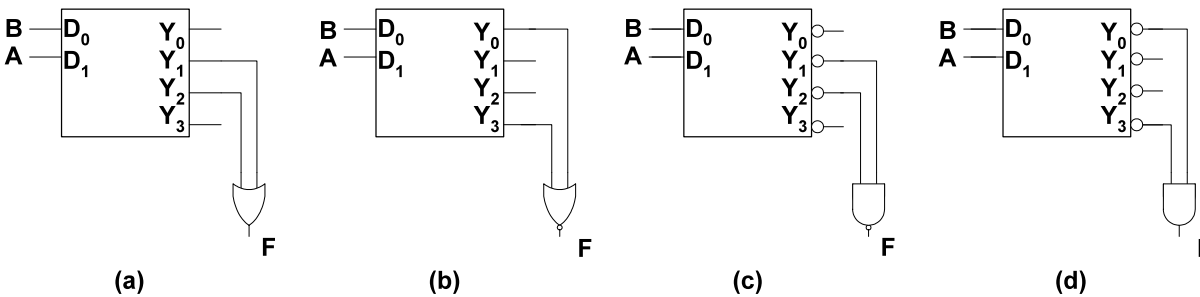 B D₀ Y₀
A D₁ Y₁
Y₂
Y₃
F
(a)
B D₀ Y₀
A D₁ Y₁
Y₂
Y₃
F
(b)
B D₀ Y₀
A D₁ Y₁
Y₂
Y₃
F
(c)
B D₀ Y₀
A D₁ Y₁
Y₂
Y₃
(d)